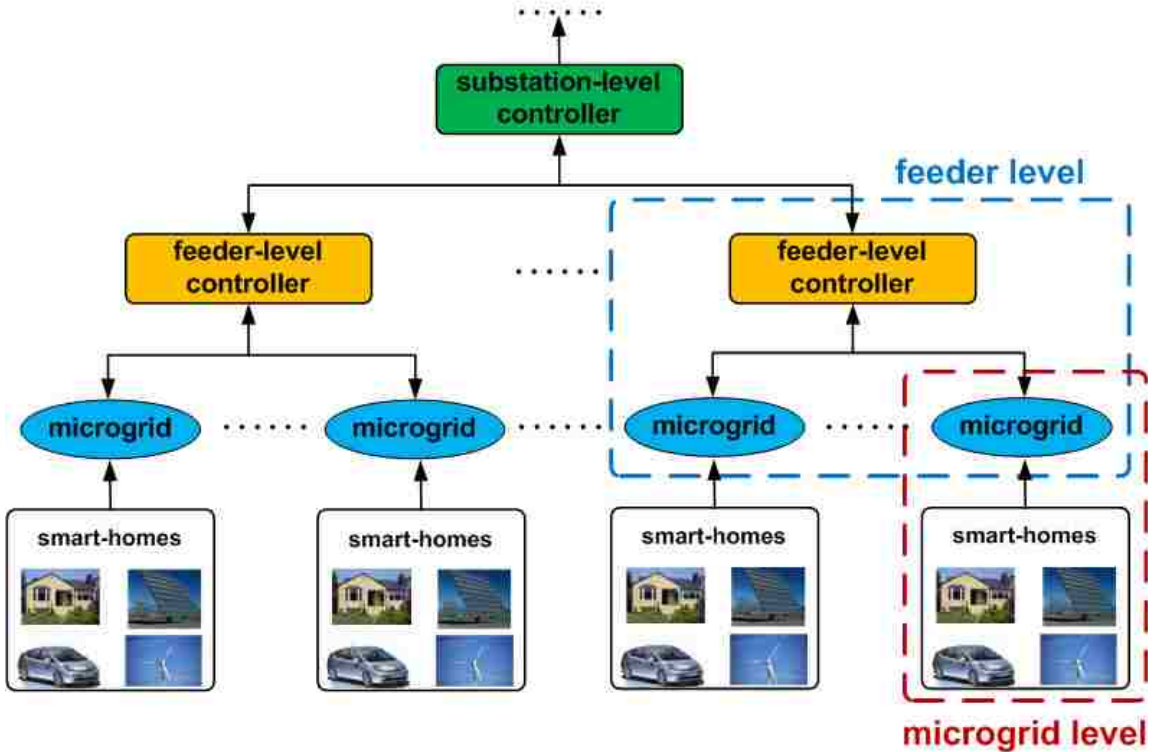 substation-level
controller
feeder level
feeder-level
controller
feeder-level
controller
microgrid
microgrid
microgrid
microgrid
smart-homes
smart-homes
smart-homes
smart-homes
microgrid level